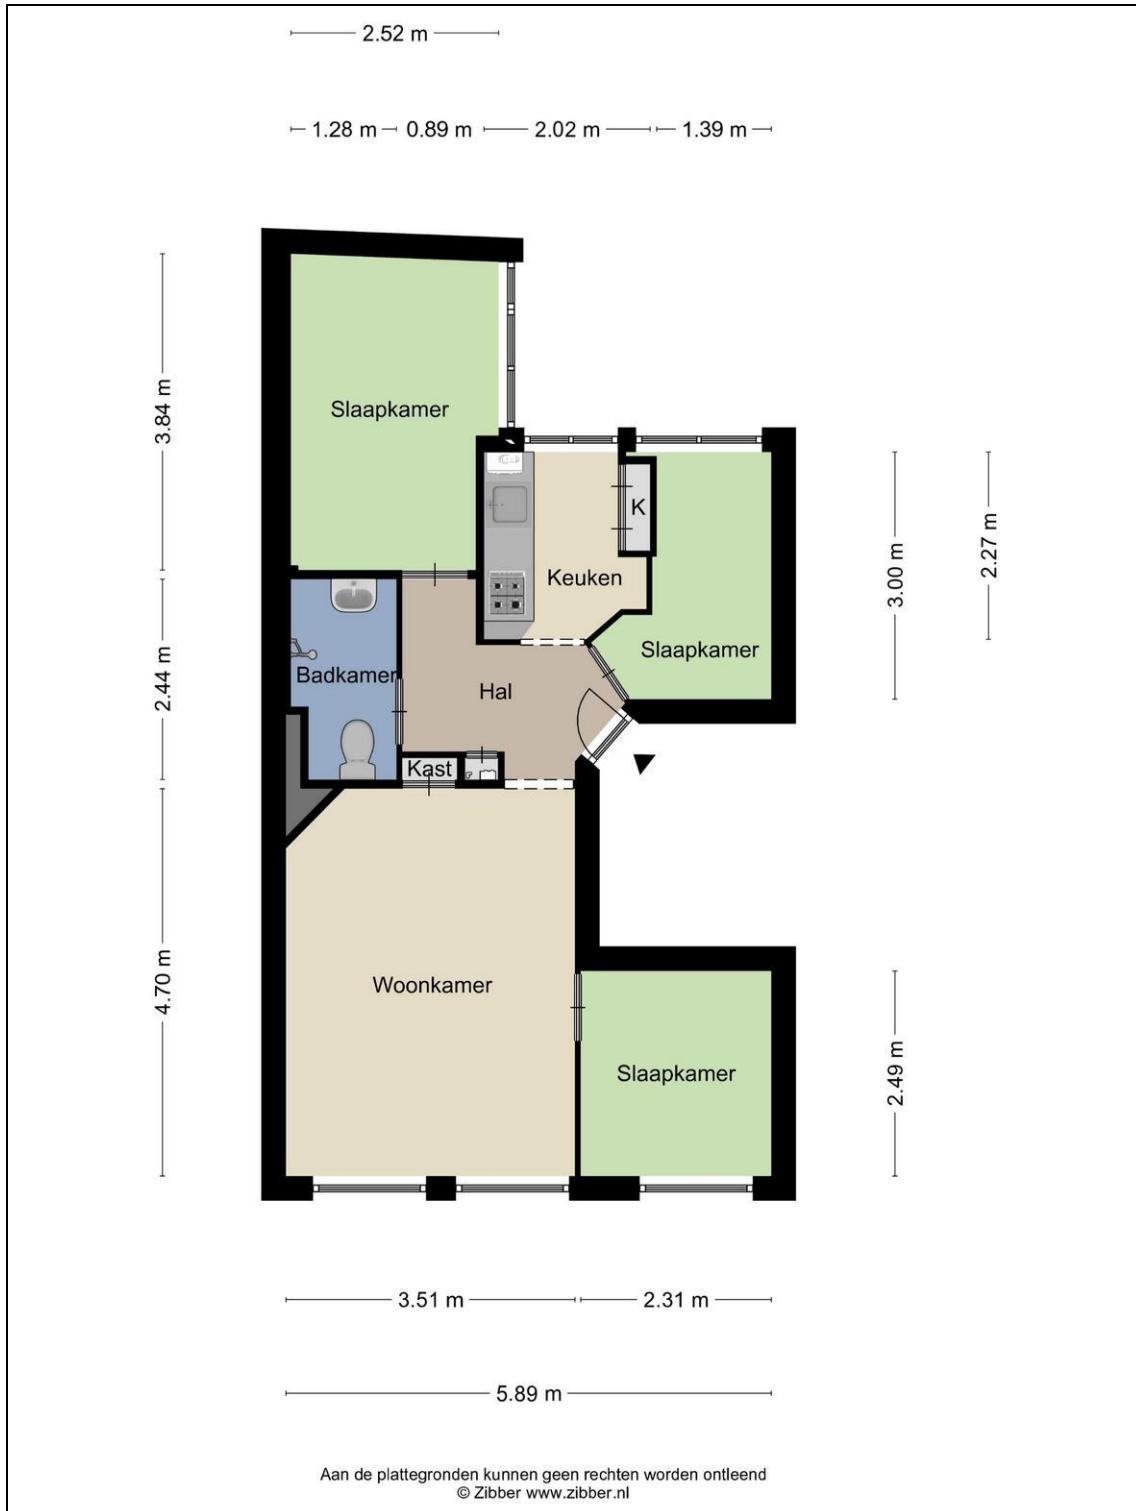 2.52 m
1.28 m
0.89 m
2.02 m
1.39 m
3.84 m
2.44 m
4.70 m
3.00 m
2.27 m
2.49 m
Slaapkamer
K
Keuken
Slaapkamer
Badkamer
Hal
Kast
Woonkamer
Slaapkamer
3.51 m
2.31 m
5.89 m
Aan de plattegronden kunnen geen rechten worden ontleend
© Zibber www.zibber.nl